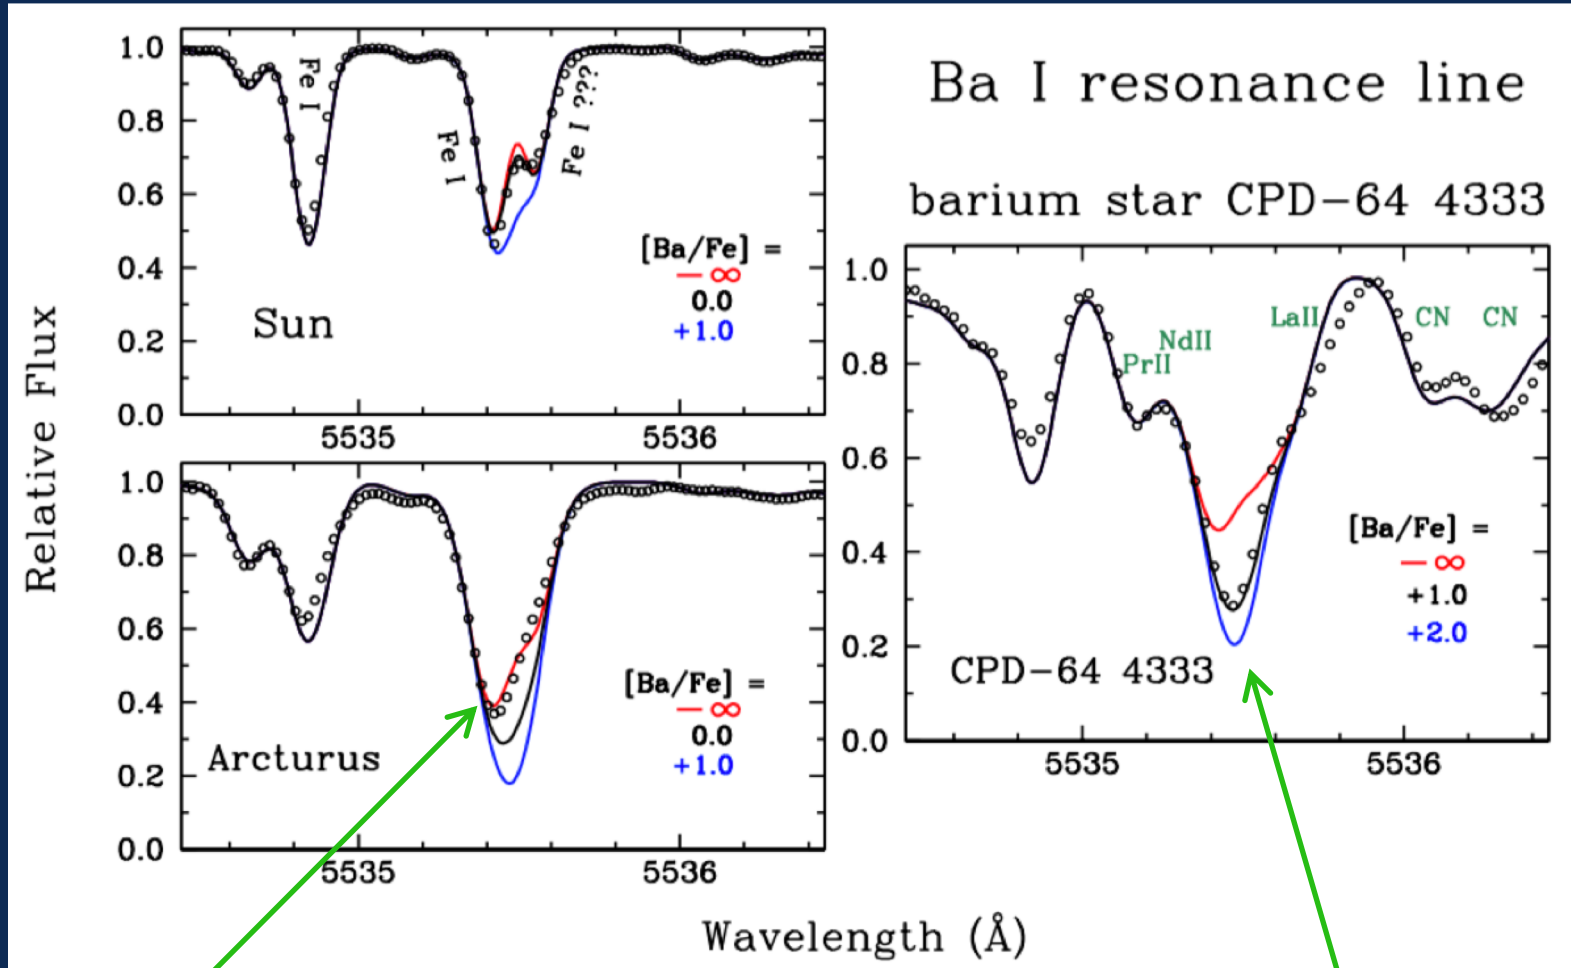 Ba I resonance line
barium star CPD−64 4333
Relative Flux
1.0
0.8
0.6
0.4
0.2
0.0
Fe I
Fe I
Fe I ???
[Ba/Fe] =
− ∞
0.0
+1.0
Sun
5535
5536
1.0
0.8
0.6
0.4
0.2
0.0
[Ba/Fe] =
− ∞
0.0
+1.0
Arcturus
5535
5536
1.0
0.8
0.6
0.4
0.2
0.0
PrII
NdII
LaII
CN
CN
[Ba/Fe] =
− ∞
+1.0
+2.0
CPD−64 4333
5535
5536
Wavelength (Å)